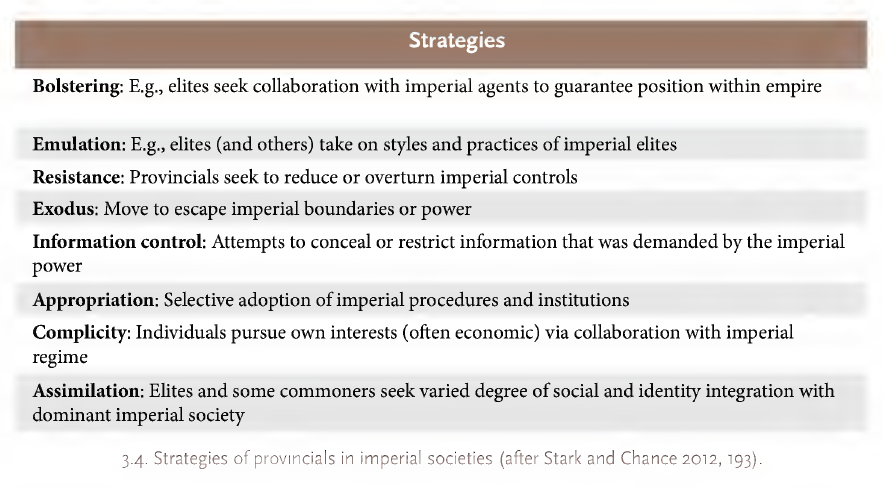 Strategies
Bolstering: E.g., elites seek collaboration with imperial agents to guarantee position within empire
Emulation: E.g., elites (and others) take on styles and practices of imperial elites
Resistance: Provincials seek to reduce or overturn imperial controls
Exodus: Move to escape imperial boundaries or power
Information control: Attempts to conceal or restrict information that was demanded by the imperial
power
Appropriation: Selective adoption of imperial procedures and institutions
Complicity: Individuals pursue own interests (often economic) via collaboration with imperial
regime
Assimilation: Elites and some commoners seek varied degree of social and identity integration with
dominant imperial society
3.4. Strategies of provincials in imperial societies (after Stark and Chance 2012, 193).